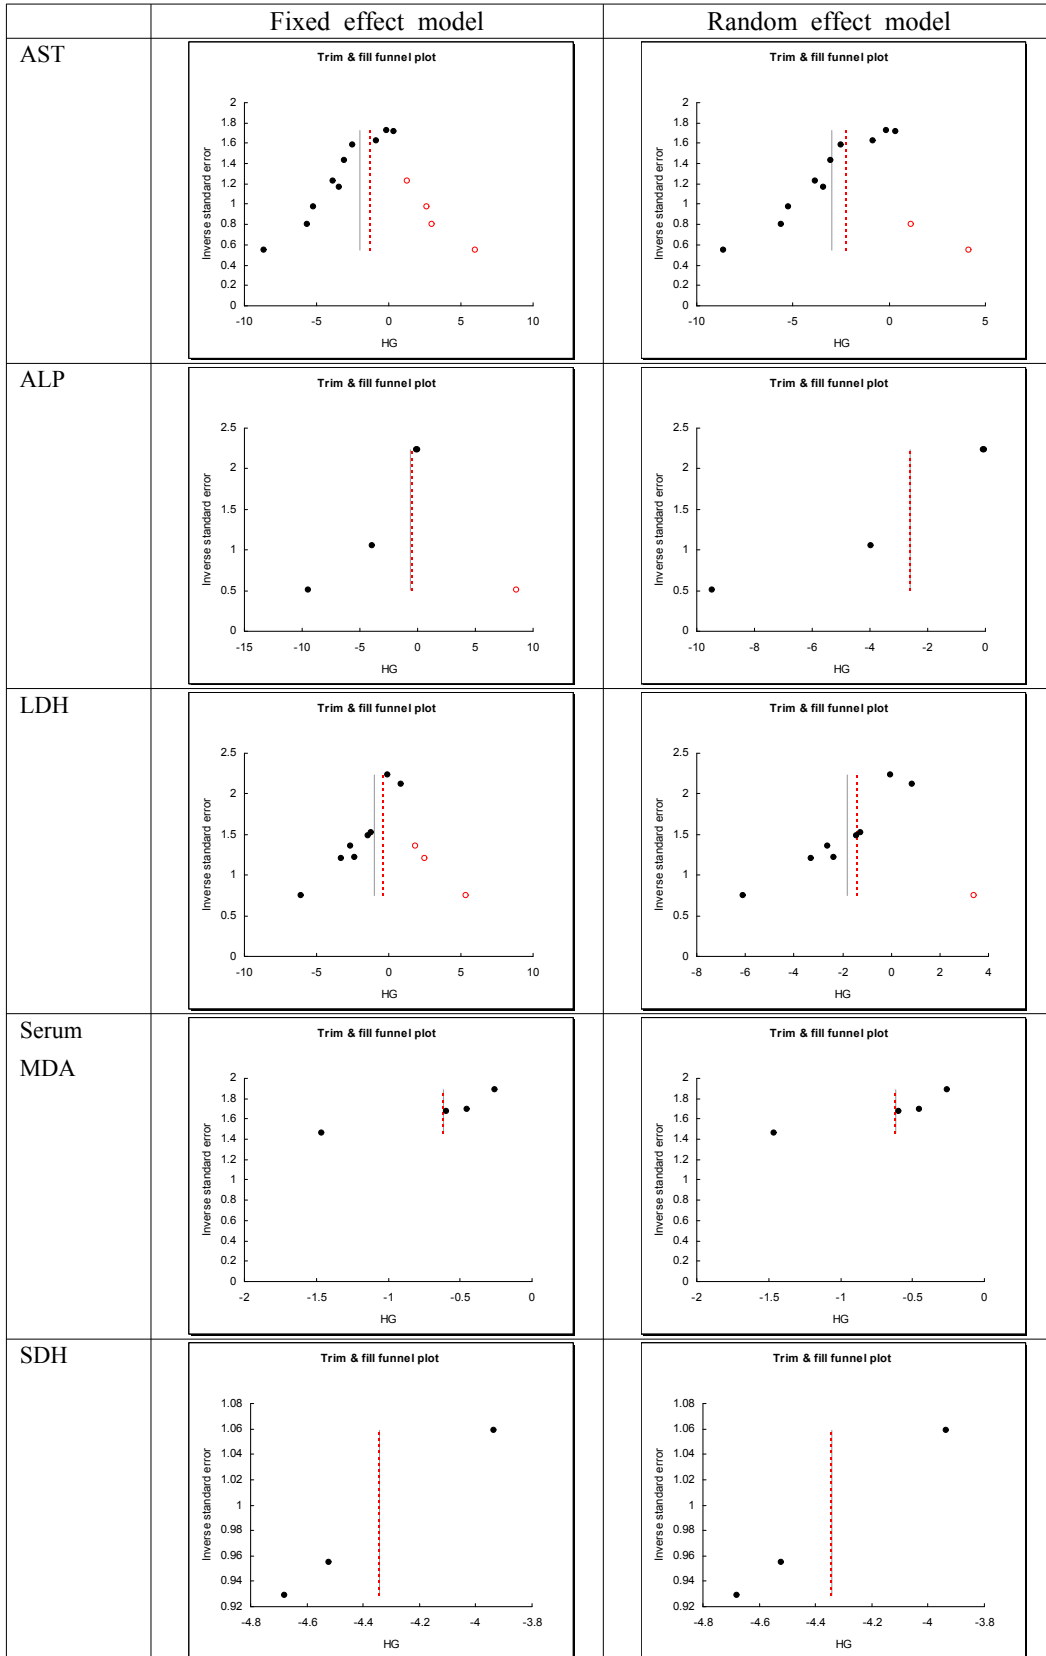 Fixed effect model Random effect model
AST
Trim & fill funnel plot
2
1.8
1.6
1.4
1.2
1
0.8
0.6
0.4
0.2
0
Inverse standard error
-10 -5 0 5 10
HG
Trim & fill funnel plot
2
1.8
1.6
1.4
1.2
1
0.8
0.6
0.4
0.2
0
Inverse standard error
-10 -5 0 5
HG
ALP
Trim & fill funnel plot
2.5
2
1.5
1
0.5
0
Inverse standard error
-15 -10 -5 0 5 10
HG
Trim & fill funnel plot
2.5
2
1.5
1
0.5
0
Inverse standard error
-10 -8 -6 -4 -2 0
HG
LDH
Trim & fill funnel plot
2.5
2
1.5
1
0.5
0
Inverse standard error
-10 -5 0 5 10
HG
Trim & fill funnel plot
2.5
2
1.5
1
0.5
0
Inverse standard error
-8 -6 -4 -2 0 2 4
HG
Serum
MDA
Trim & fill funnel plot
2
1.8
1.6
1.4
1.2
1
0.8
0.6
0.4
0.2
0
Inverse standard error
-2 -1.5 -1 -0.5 0
HG
Trim & fill funnel plot
2
1.8
1.6
1.4
1.2
1
0.8
0.6
0.4
0.2
0
Inverse standard error
-2 -1.5 -1 -0.5 0
HG
SDH
Trim & fill funnel plot
1.08
1.06
1.04
1.02
1
0.98
0.96
0.94
0.92
Inverse standard error
-4.8 -4.6 -4.4 -4.2 -4 -3.8
HG
Trim & fill funnel plot
1.08
1.06
1.04
1.02
1
0.98
0.96
0.94
0.92
Inverse standard error
-4.8 -4.6 -4.4 -4.2 -4 -3.8
HG